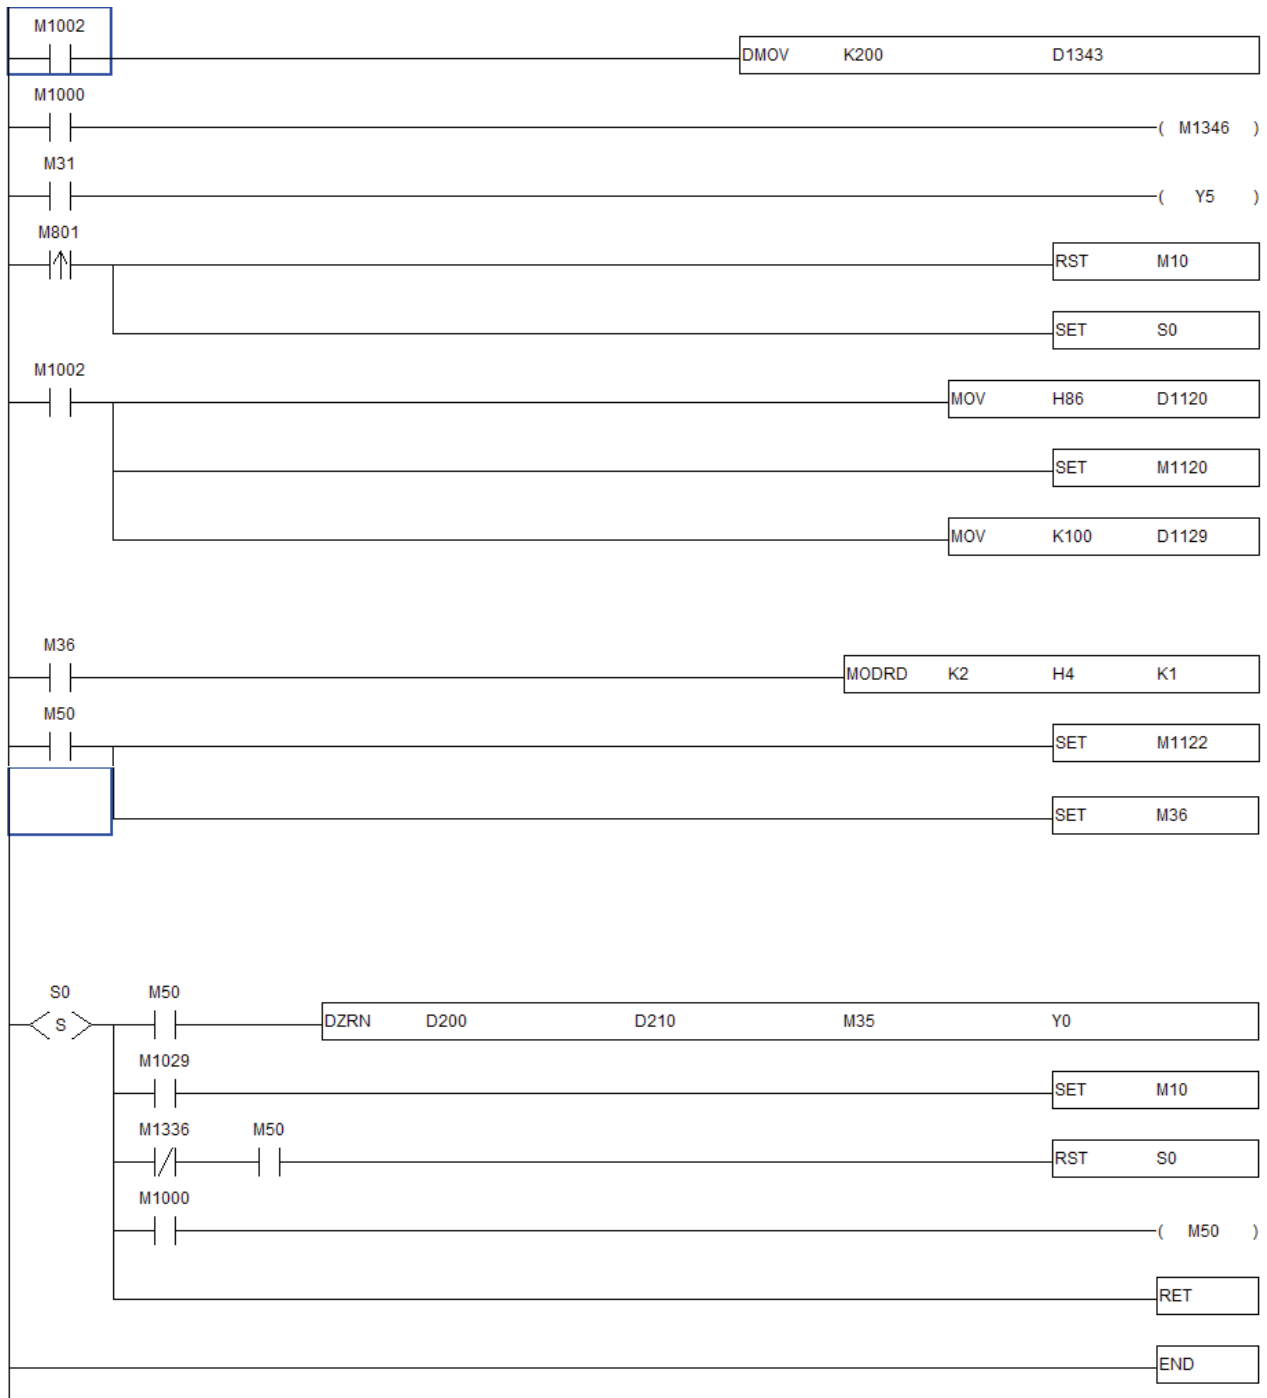 M1002
DMOV K200 D1343
M1000
( M1346 )
M31
( Y5 )
M801
RST M10
SET S0
M1002
MOV H86 D1120
SET M1120
MOV K100 D1129
M36
MODRD K2 H4 K1
M50
SET M1122
SET M36
S0 M50
S DZRN D200 D210 M35 Y0
M1029
SET M10
M1336 M50
RST S0
M1000
( M50 )
RET
END